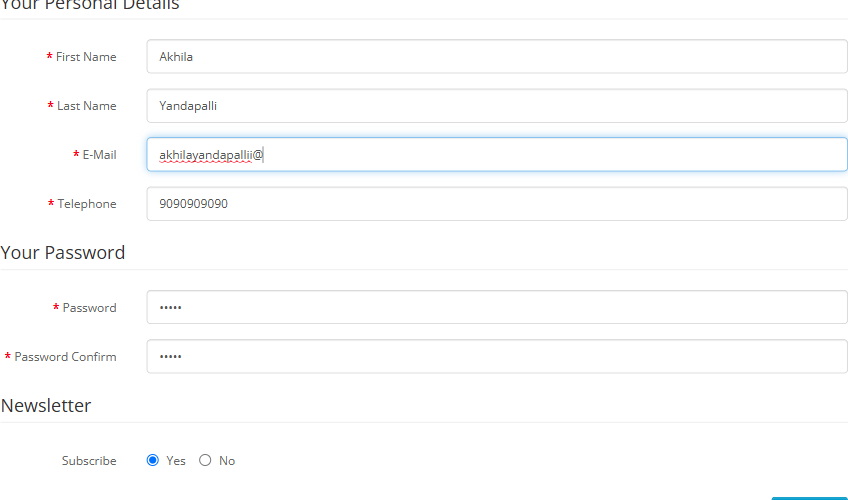 Your Personal Details
* First Name Akhila
* Last Name Yandapalli
* E-Mail akhilayandapallii@
* Telephone 9090909090
Your Password
* Password •••••
* Password Confirm •••••
Newsletter
Subscribe Yes No